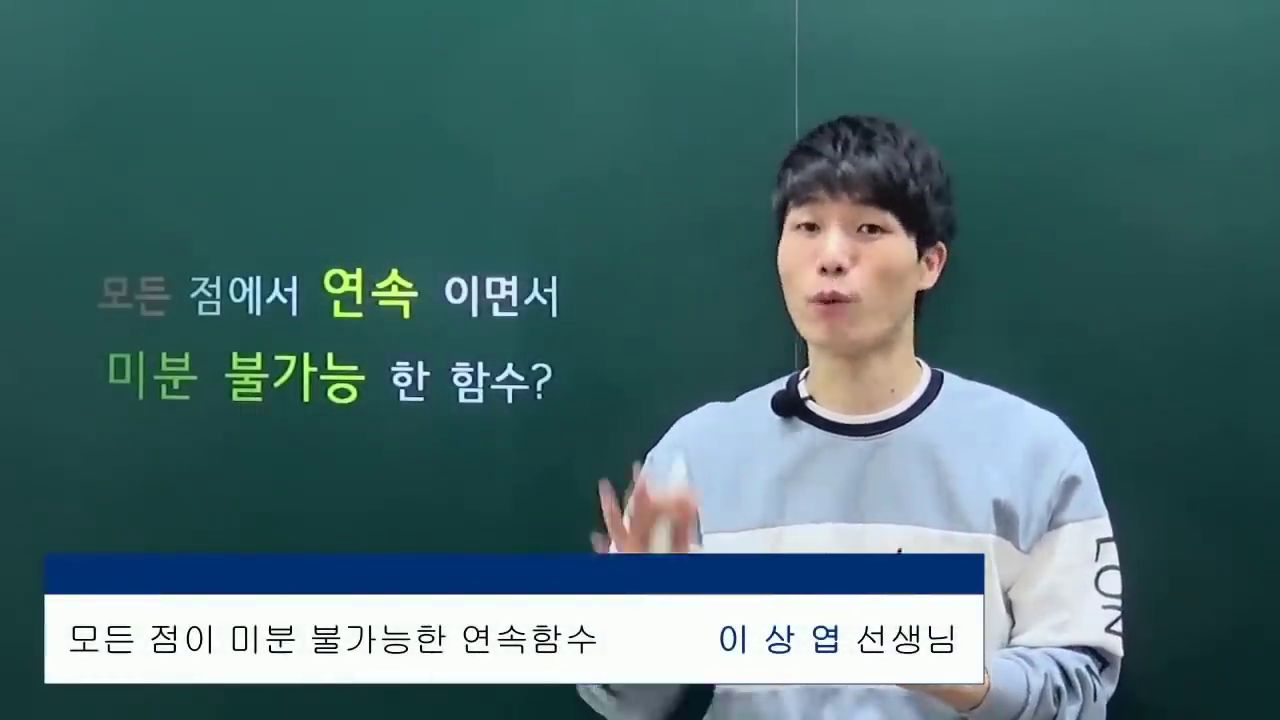 모든 점에서 연속 이면서
미분 불가능 한 함수?
LON
모든 점이 미분 불가능한 연속함수 이 상 엽 선생님